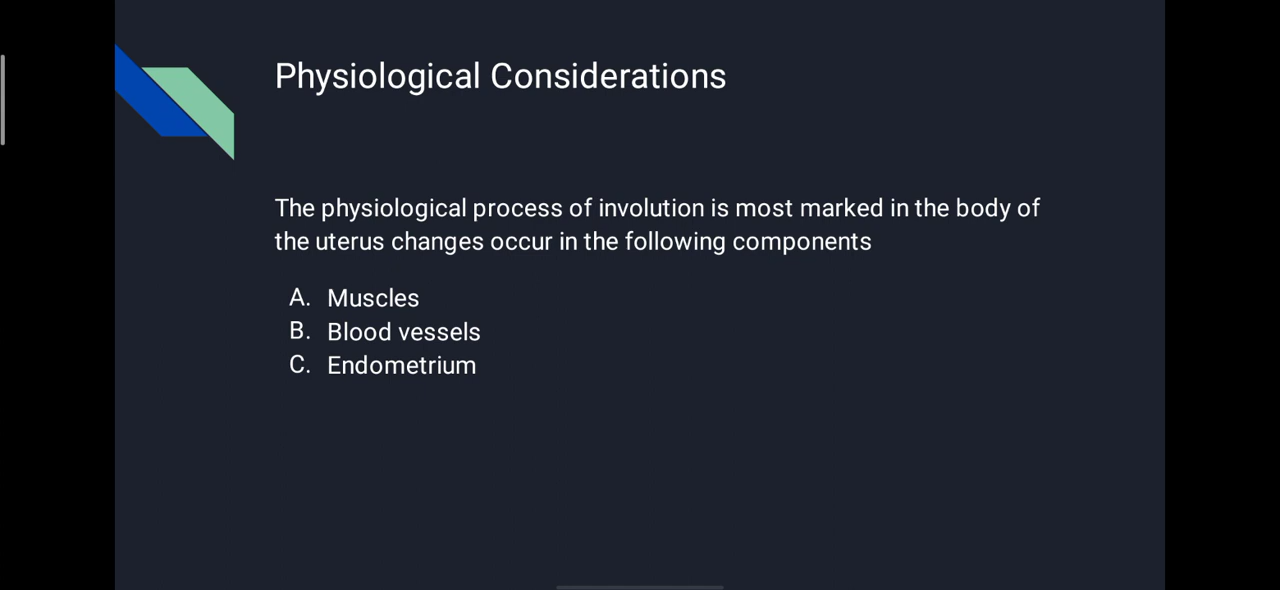 Physiological Considerations
The physiological process of involution is most marked in the body of
the uterus changes occur in the following components
A. Muscles
B. Blood vessels
C. Endometrium